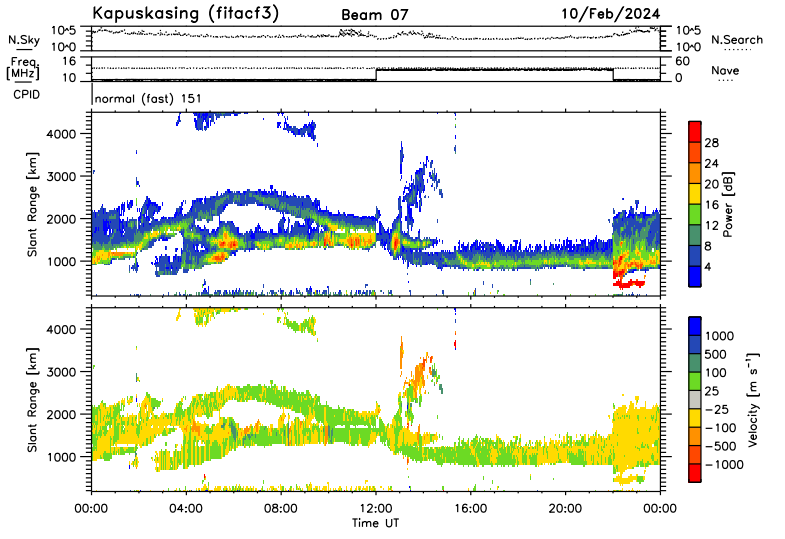 Kapuskasing (fitacf3) Beam 07 10/Feb/2024
N.Sky 10^5 10^0 10^5 10^0 N.Search
Freq. [MHz] 16 10 60 0 Nave
CPID normal (fast) 151
Slant Range [km] 4000 3000 2000 1000
Power [dB] 28 24 20 16 12 8 4
Slant Range [km] 4000 3000 2000 1000
Velocity [m s⁻¹] 1000 500 100 25 −25 −100 −500 −1000
00:00 04:00 08:00 12:00 16:00 20:00 00:00
Time UT